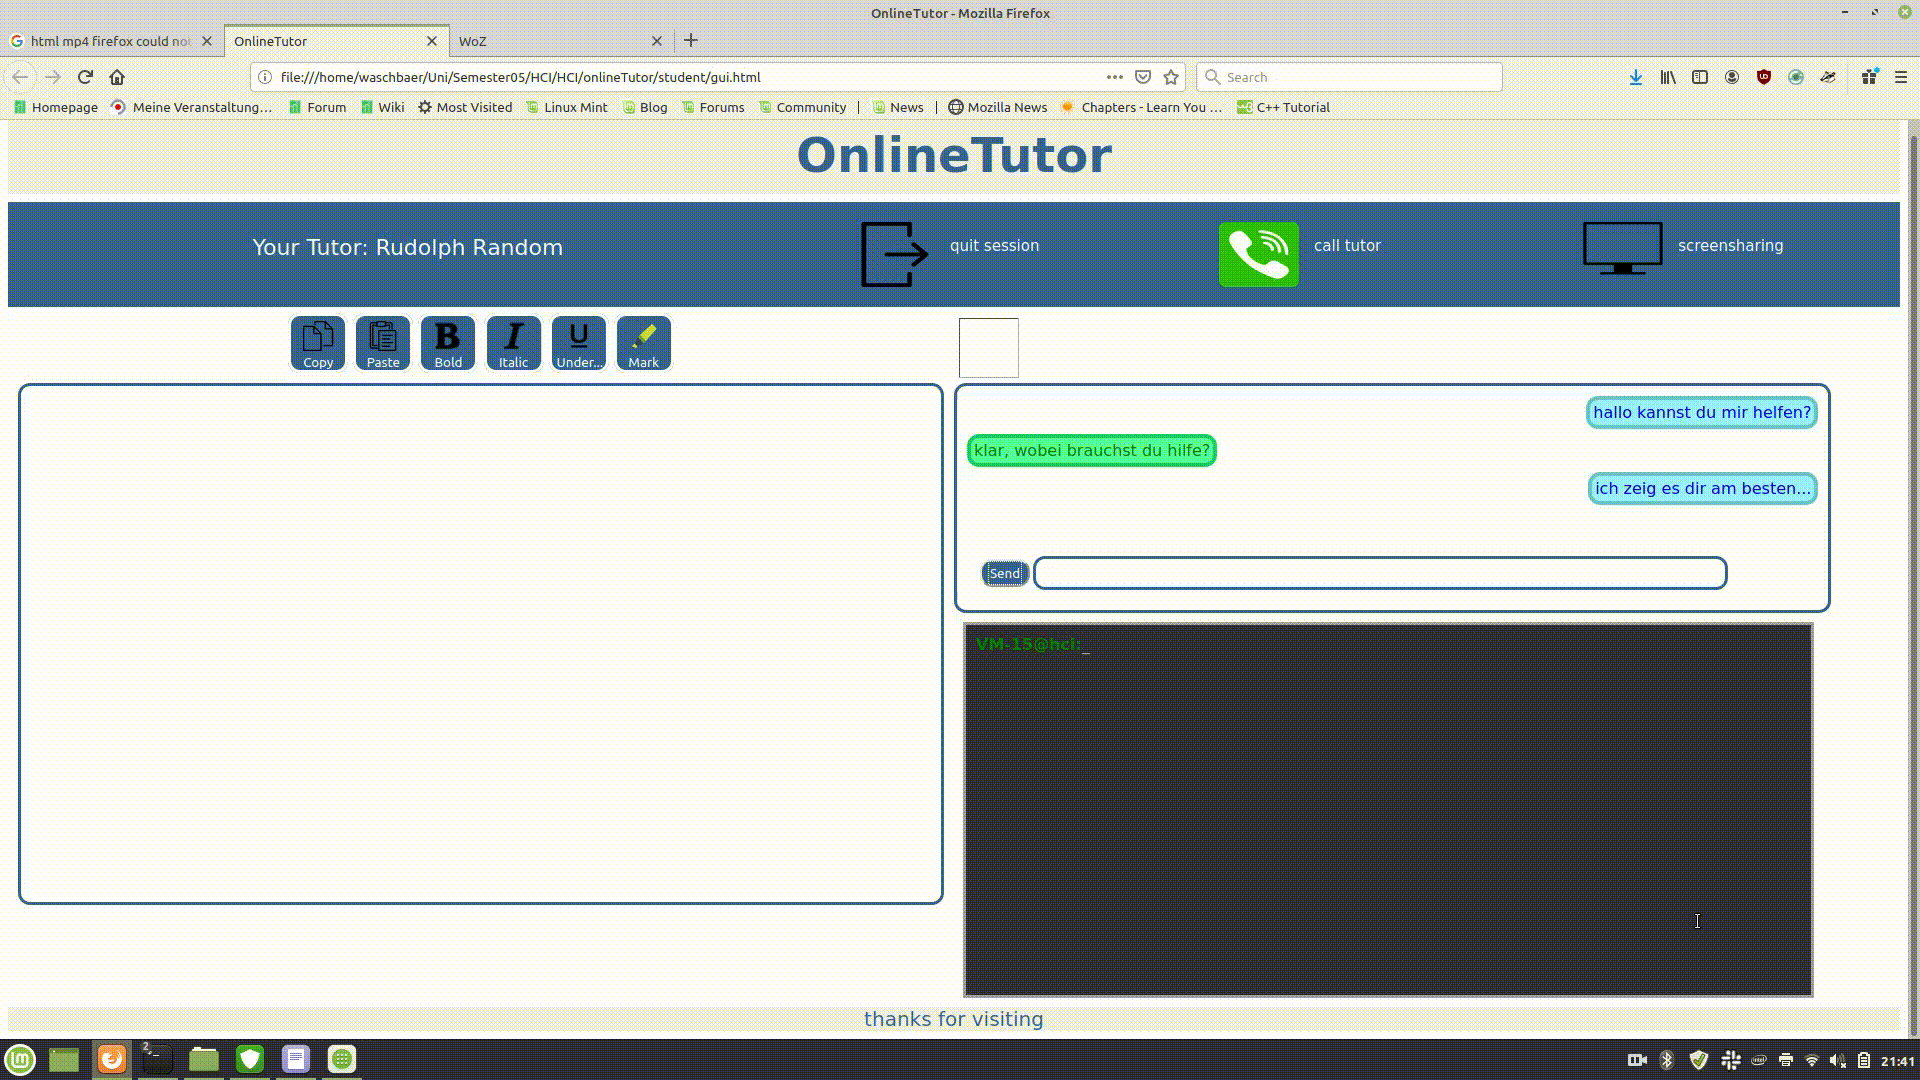 OnlineTutor - Mozilla Firefox
html mp4 firefox could not
OnlineTutor
WoZ
file:///home/waschbaer/Uni/Semester05/HCI/HCI/onlineTutor/student/gui.html
Search
Homepage
Meine Veranstaltung…
Forum
Wiki
Most Visited
Linux Mint
Blog
Forums
Community
News
Mozilla News
Chapters - Learn You …
C++ Tutorial
OnlineTutor
Your Tutor: Rudolph Random
quit session
call tutor
screensharing
Copy
Paste
B
Bold
I
Italic
U
Under...
Mark
hallo kannst du mir helfen?
klar, wobei brauchst du hilfe?
ich zeig es dir am besten...
Send
VM-15@hci:_
thanks for visiting
2
21:41